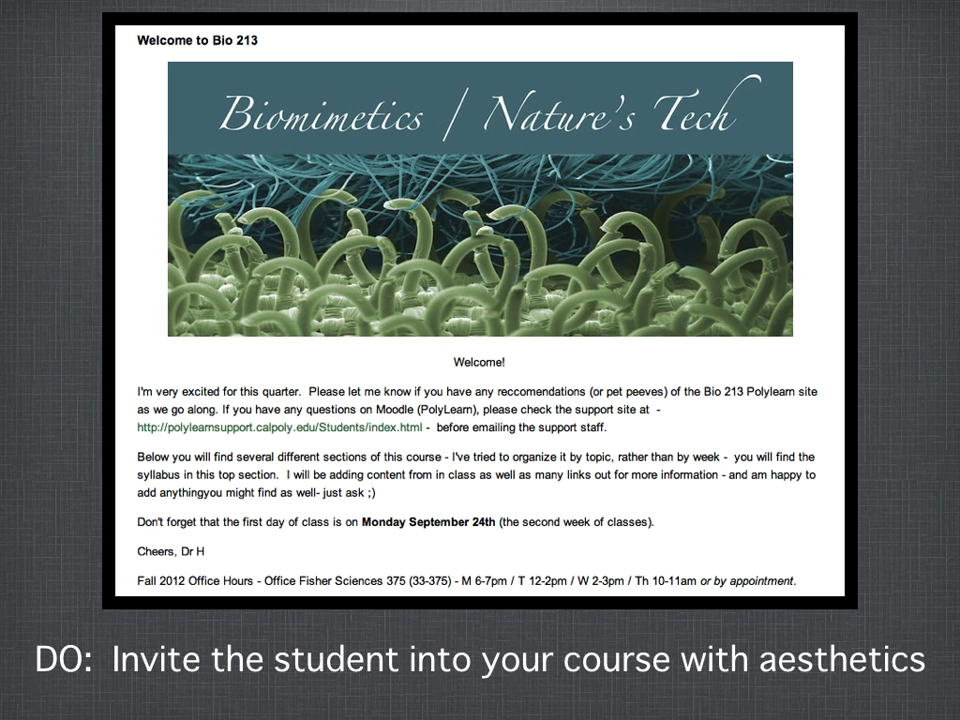 Welcome to Bio 213
Biomimetics / Nature's Tech
Welcome!
I'm very excited for this quarter.  Please let me know if you have any reccomendations (or pet peeves) of the Bio 213 Polylearn site
as we go along. If you have any questions on Moodle (PolyLearn), please check the support site at  -
http://polylearnsupport.calpoly.edu/Students/index.html -  before emailing the support staff.
Below you will find several different sections of this course - I've tried to organize it by topic, rather than by week -  you will find the
syllabus in this top section.  I will be adding content from in class as well as many links out for more information - and am happy to
add anythingyou might find as well- just ask ;)
Don't forget that the first day of class is on Monday September 24th (the second week of classes).
Cheers, Dr H
Fall 2012 Office Hours - Office Fisher Sciences 375 (33-375) - M 6-7pm / T 12-2pm / W 2-3pm / Th 10-11am or by appointment.
DO:  Invite the student into your course with aesthetics